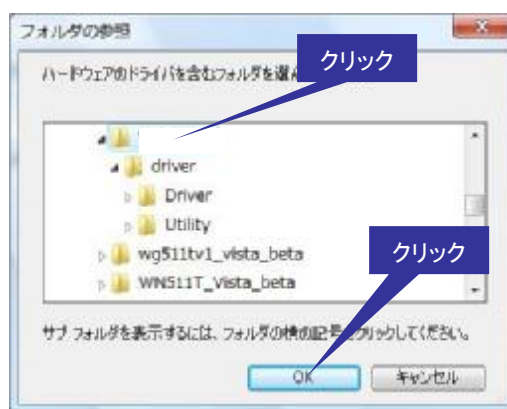 フォルダの参照
クリック
ハードウェアのドライバを含むフォルダを選
driver
Driver
Utility
wg511tv1_vista_beta
WN511T_Vista_beta
クリック
サブ フォルダを表示するには、フォルダの横の記号をクリックしてください。
OK
キャンセル